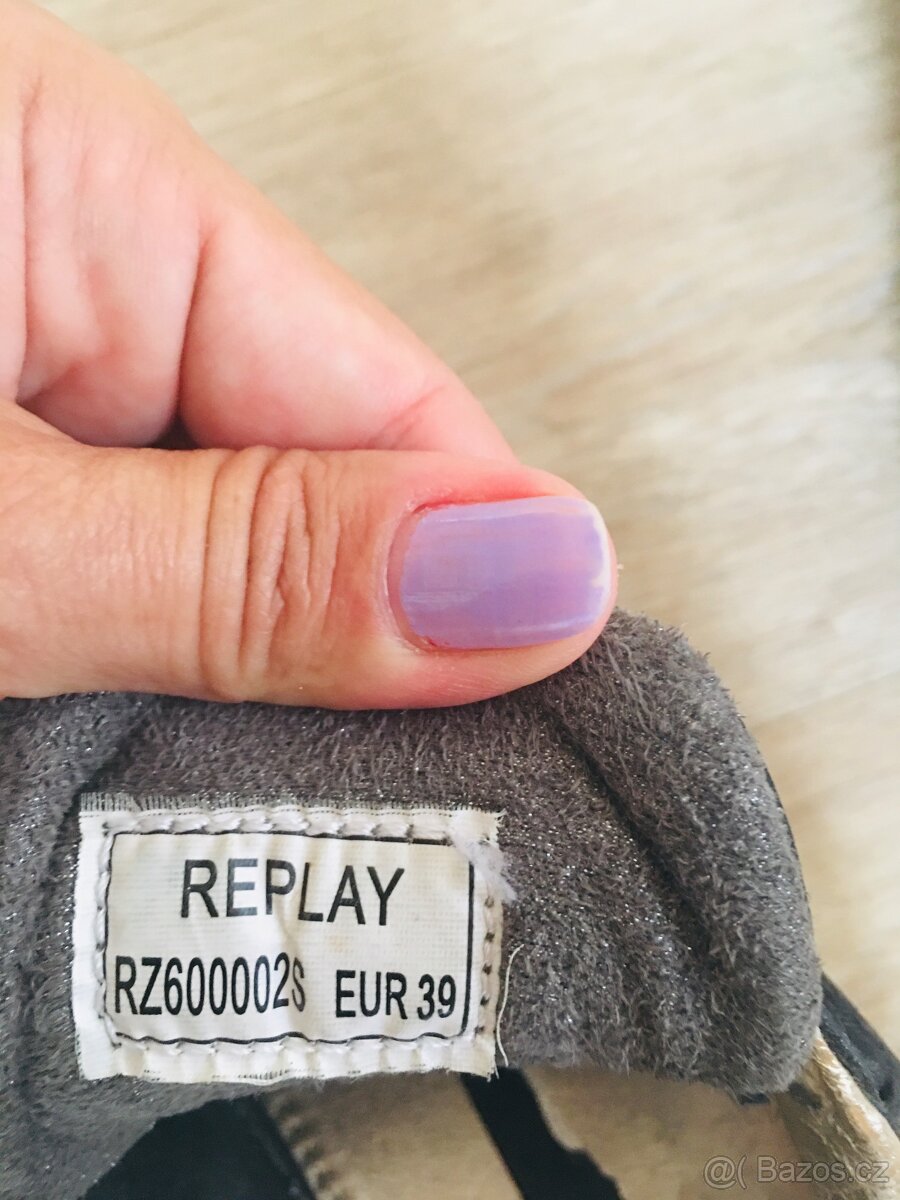 REPLAY
RZ600002S EUR 39
@( Bazos.cz